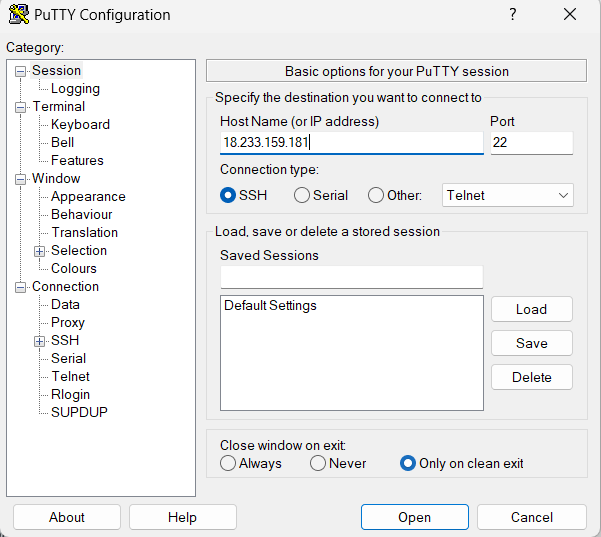 PuTTY Configuration
? ×
Category:
Session
Logging
Terminal
Keyboard
Bell
Features
Window
Appearance
Behaviour
Translation
Selection
Colours
Connection
Data
Proxy
SSH
Serial
Telnet
Rlogin
SUPDUP
Basic options for your PuTTY session
Specify the destination you want to connect to
Host Name (or IP address) Port
18.233.159.181 22
Connection type:
SSH Serial Other: Telnet
Load, save or delete a stored session
Saved Sessions
Default Settings
Load
Save
Delete
Close window on exit:
Always Never Only on clean exit
About Help Open Cancel